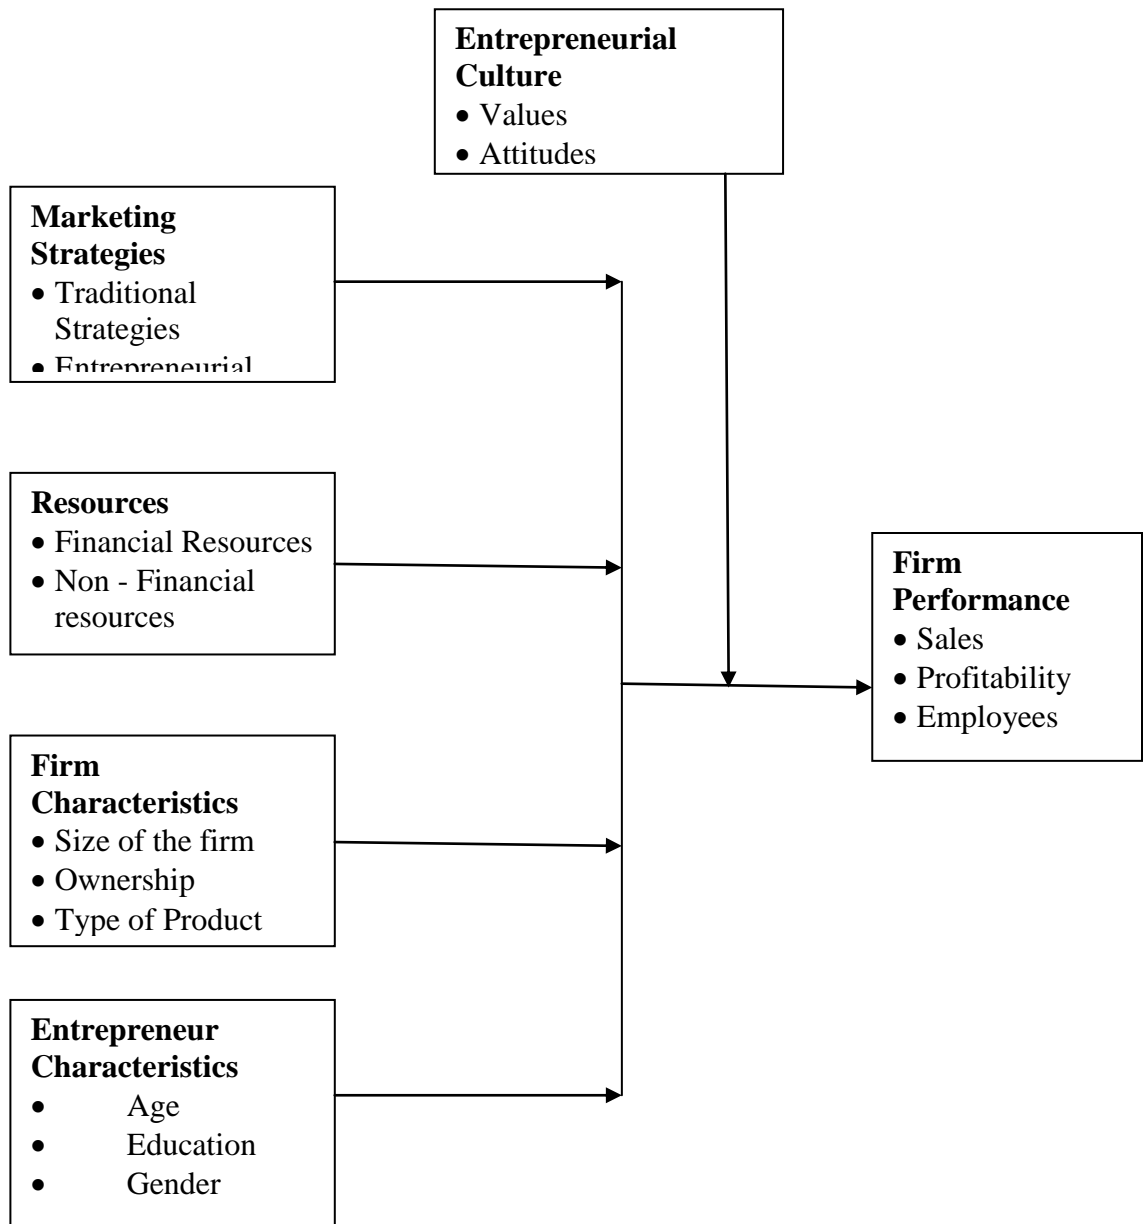 Entrepreneurial
Culture
• Values
• Attitudes
Marketing
Strategies
• Traditional
Strategies
• Entrepreneurial
Resources
• Financial Resources
• Non - Financial
resources
Firm
Performance
• Sales
• Profitability
• Employees
Firm
Characteristics
• Size of the firm
• Ownership
• Type of Product
Entrepreneur
Characteristics
• Age
• Education
• Gender